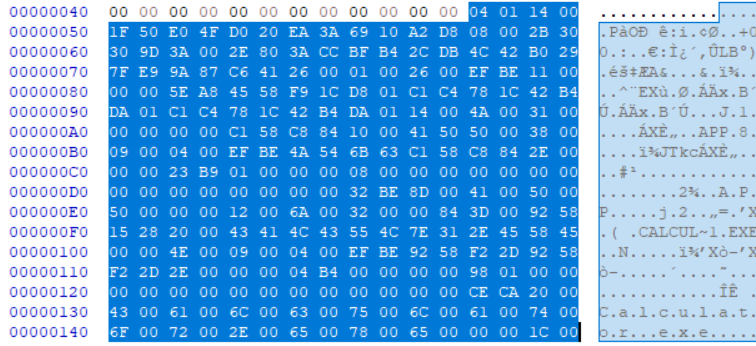 00000040 00 00 00 00 00 00 00 00 00 00 00 00 04 01 14 00 ................
00000050 1F 50 E0 4F D0 20 EA 3A 69 10 A2 D8 08 00 2B 30 .PàOÐ ê:i.¢Ø..+0
00000060 30 9D 3A 00 2E 80 3A CC BF B4 2C DB 4C 42 B0 29 0.:..€:Ì¿´,ÛLB°)
00000070 7F E9 9A 87 C6 41 26 00 01 00 26 00 EF BE 11 00 .éš‡ÆA&...&.ï¾..
00000080 00 00 5E A8 45 58 F9 1C D8 01 C1 C4 78 1C 42 B4 ..^¨EXù.Ø.ÁÄx.B´
00000090 DA 01 C1 C4 78 1C 42 B4 DA 01 14 00 4A 00 31 00 Ú.ÁÄx.B´Ú...J.1.
000000A0 00 00 00 00 C1 58 C8 84 10 00 41 50 50 00 38 00 ....ÁXÈ„..APP.8.
000000B0 09 00 04 00 EF BE 4A 54 6B 63 C1 58 C8 84 2E 00 ....ï¾JTkcÁXÈ„..
000000C0 00 00 23 B9 01 00 00 00 00 08 00 00 00 00 00 00 ..#¹............
000000D0 00 00 00 00 00 00 00 00 32 BE 8D 00 41 00 50 00 ........2¾..A.P.
000000E0 50 00 00 00 12 00 6A 00 32 00 00 84 3D 00 92 58 P.....j.2..„=.’X
000000F0 15 28 20 00 43 41 4C 43 55 4C 7E 31 2E 45 58 45 .( .CALCUL~1.EXE
00000100 00 00 4E 00 09 00 04 00 EF BE 92 58 F2 2D 92 58 ..N.....ï¾’Xò-’X
00000110 F2 2D 2E 00 00 00 04 B4 00 00 00 00 98 01 00 00 ò-.....´....˜...
00000120 00 00 00 00 00 00 00 00 00 00 00 00 CE CA 20 00 ............ÎÊ .
00000130 43 00 61 00 6C 00 63 00 75 00 6C 00 61 00 74 00 C.a.l.c.u.l.a.t.
00000140 6F 00 72 00 2E 00 65 00 78 00 65 00 00 00 1C 00 o.r...e.x.e.....